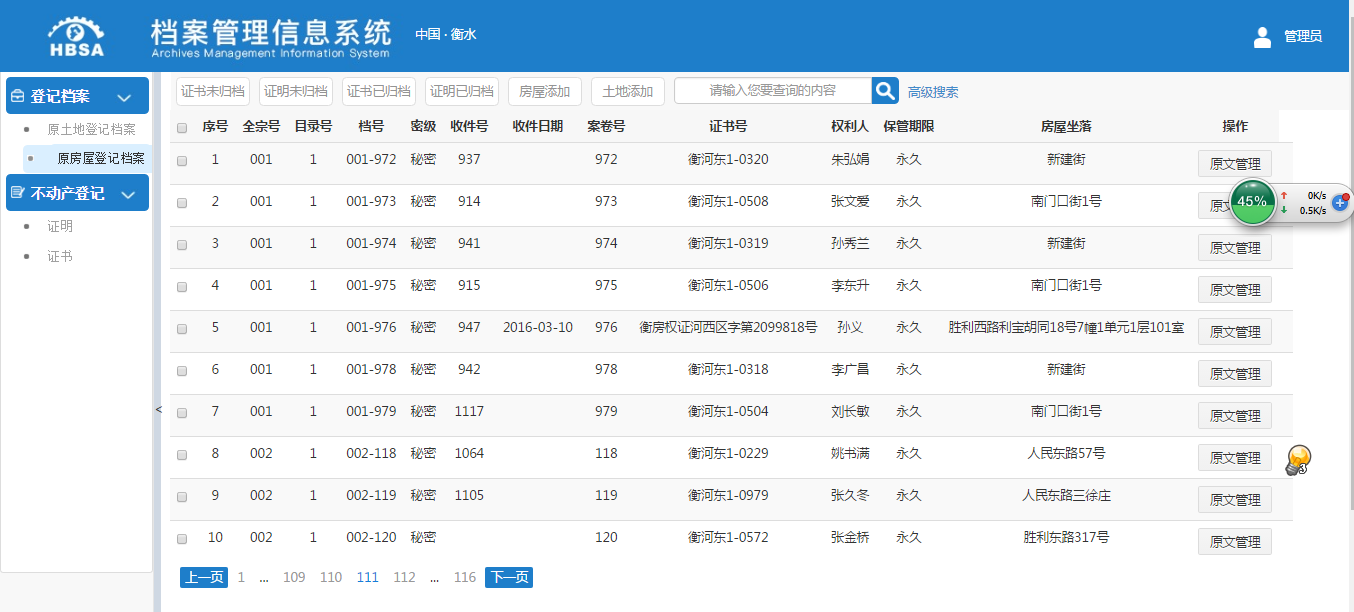 HBSA 档案管理信息系统 中国 · 衡水 管理员
Archives Management Information System
登记档案
原土地登记档案
原房屋登记档案
不动产登记
证明
证书
<
证书未归档 证明未归档 证书已归档 证明已归档 房屋添加 土地添加 请输入您要查询的内容 高级搜索
序号 全宗号 目录号 档号 密级 收件号 收件日期 案卷号 证书号 权利人 保管期限 房屋坐落 操作
1 001 1 001-972 秘密 937 972 衡河东1-0320 朱弘娟 永久 新建街 原文管理
2 001 1 001-973 秘密 914 973 衡河东1-0508 张文爱 永久 南门口街1号 原文
3 001 1 001-974 秘密 941 974 衡河东1-0319 孙秀兰 永久 新建街 原文管理
4 001 1 001-975 秘密 915 975 衡河东1-0506 李东升 永久 南门口街1号 原文管理
5 001 1 001-976 秘密 947 2016-03-10 976 衡房权证河西区字第2099818号 孙义 永久 胜利西路利宝胡同18号7幢1单元1层101室 原文管理
6 001 1 001-978 秘密 942 978 衡河东1-0318 李广昌 永久 新建街 原文管理
7 001 1 001-979 秘密 1117 979 衡河东1-0504 刘长敏 永久 南门口街1号 原文管理
8 002 1 002-118 秘密 1064 118 衡河东1-0229 姚书满 永久 人民东路57号 原文管理
9 002 1 002-119 秘密 1105 119 衡河东1-0979 张久冬 永久 人民东路三徐庄 原文管理
10 002 1 002-120 秘密 120 衡河东1-0572 张金桥 永久 胜利东路317号 原文管理
45% ↑ 0K/s
↓ 0.5K/s
3
上一页 1 ... 109 110 111 112 ... 116 下一页